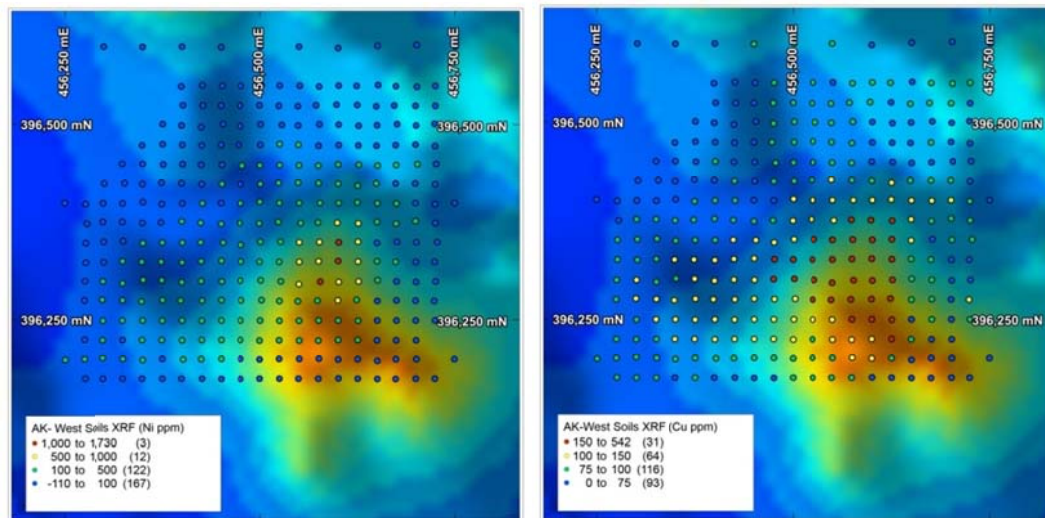 456,250 mE
456,500 mE
456,750 mE
396,500 mN
396,500 mN
396,250 mN
396,250 mN
AK- West Soils XRF (Ni ppm)
1,000 to 1,730 (3)
500 to 1,000 (12)
100 to 500 (122)
-110 to 100 (167)
456,250 mE
456,500 mE
456,750 mE
396,500 mN
396,500 mN
396,250 mN
396,250 mN
AK- West Soils XRF (Cu ppm)
150 to 542 (31)
100 to 150 (64)
75 to 100 (116)
0 to 75 (93)